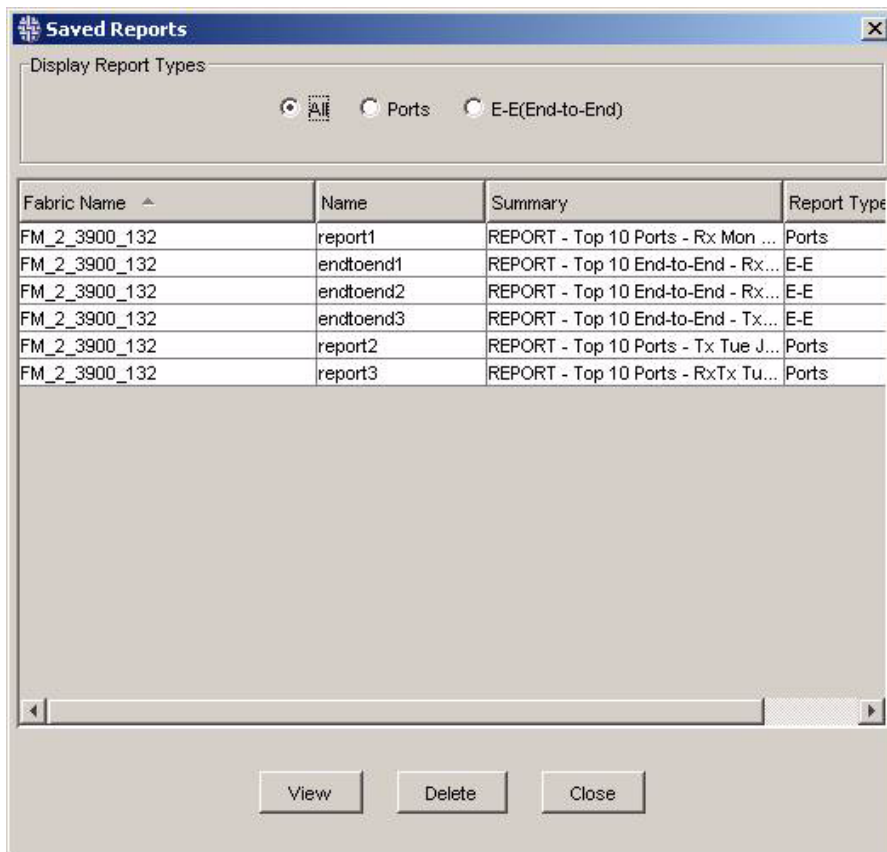 Saved Reports
Display Report Types
All Ports E-E(End-to-End)
Fabric Name Name Summary Report Type
FM_2_3900_132 report1 REPORT - Top 10 Ports - Rx Mon ... Ports
FM_2_3900_132 endtoend1 REPORT - Top 10 End-to-End - Rx... E-E
FM_2_3900_132 endtoend2 REPORT - Top 10 End-to-End - Rx... E-E
FM_2_3900_132 endtoend3 REPORT - Top 10 End-to-End - Tx... E-E
FM_2_3900_132 report2 REPORT - Top 10 Ports - Tx Tue J... Ports
FM_2_3900_132 report3 REPORT - Top 10 Ports - RxTx Tu... Ports
View Delete Close